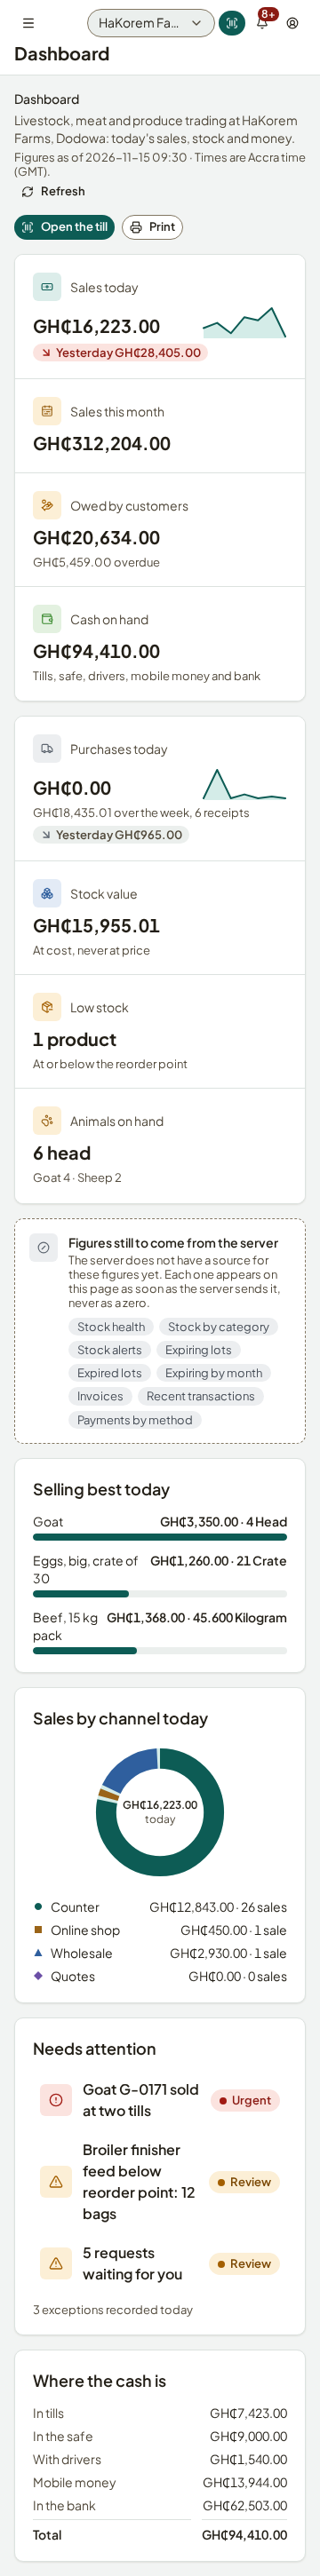 HaKorem Fa...
8+
Dashboard
Dashboard
Livestock, meat and produce trading at HaKorem
Farms, Dodowa: today's sales, stock and money.
Figures as of 2026-11-15 09:30 · Times are Accra time
(GMT).
Refresh
Open the till
Print
Sales today
GH₵16,223.00
Yesterday GH₵28,405.00
Sales this month
GH₵312,204.00
Owed by customers
GH₵20,634.00
GH₵5,459.00 overdue
Cash on hand
GH₵94,410.00
Tills, safe, drivers, mobile money and bank
Purchases today
GH₵0.00
GH₵18,435.01 over the week, 6 receipts
Yesterday GH₵965.00
Stock value
GH₵15,955.01
At cost, never at price
Low stock
1 product
At or below the reorder point
Animals on hand
6 head
Goat 4 · Sheep 2
Figures still to come from the server
The server does not have a source for
these figures yet. Each one appears on
this page as soon as the server sends it,
never as a zero.
Stock health
Stock by category
Stock alerts
Expiring lots
Expired lots
Expiring by month
Invoices
Recent transactions
Payments by method
Selling best today
Goat GH₵3,350.00 · 4 Head
Eggs, big, crate of GH₵1,260.00 · 21 Crate
30
Beef, 15 kg GH₵1,368.00 · 45.600 Kilogram
pack
Sales by channel today
GH₵16,223.00
today
Counter GH₵12,843.00 · 26 sales
Online shop GH₵450.00 · 1 sale
Wholesale GH₵2,930.00 · 1 sale
Quotes GH₵0.00 · 0 sales
Needs attention
Goat G-0171 sold
at two tills
Urgent
Broiler finisher
feed below
reorder point: 12
bags
Review
5 requests
waiting for you
Review
3 exceptions recorded today
Where the cash is
In tills GH₵7,423.00
In the safe GH₵9,000.00
With drivers GH₵1,540.00
Mobile money GH₵13,944.00
In the bank GH₵62,503.00
Total GH₵94,410.00